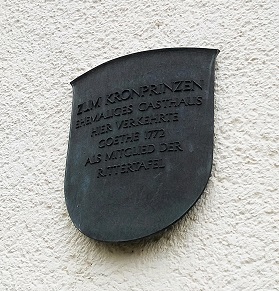 ZUM KRONPRINZEN
EHEMALIGES GASTHAUS
HIER VERKEHRTE
GOETHE 1772
ALS MITGLIED DER
RITTERTAFEL